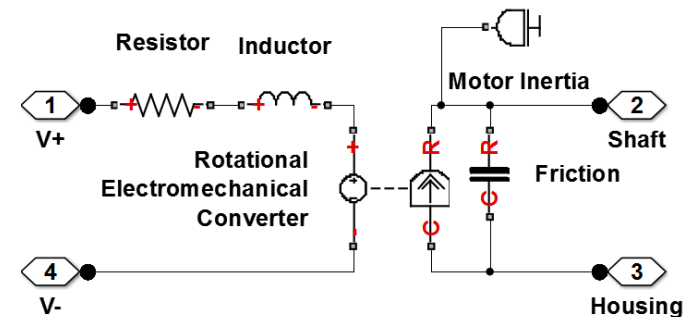 Resistor
Inductor
Motor Inertia
1
V+
+
-
+
-
2
Shaft
+
R
R
Rotational
Electromechanical
Converter
Friction
-
C
C
4
V-
3
Housing